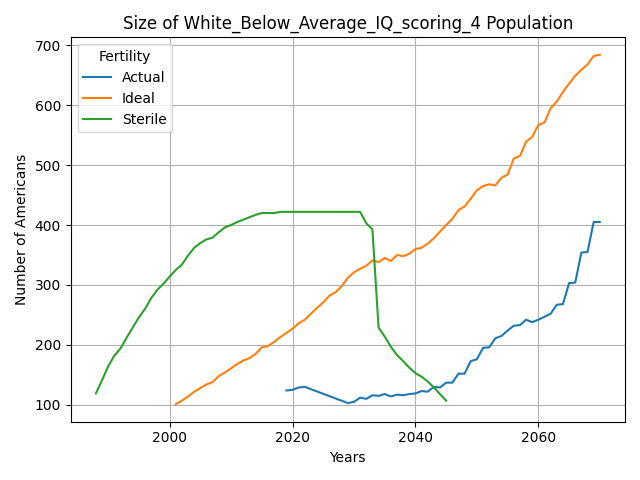 Size of White_Below_Average_IQ_scoring_4 Population
Fertility
Actual
Ideal
Sterile
Number of Americans
700
600
500
400
300
200
100
2000 2020 2040 2060
Years